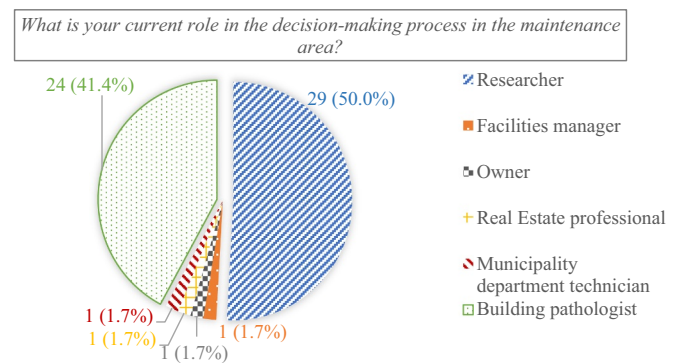 What is your current role in the decision-making process in the maintenance
area?
24 (41.4%)
29 (50.0%)
1 (1.7%)
1 (1.7%)
1 (1.7%)
1 (1.7%)
Researcher
Facilities manager
Owner
Real Estate professional
Municipality
department technician
Building pathologist